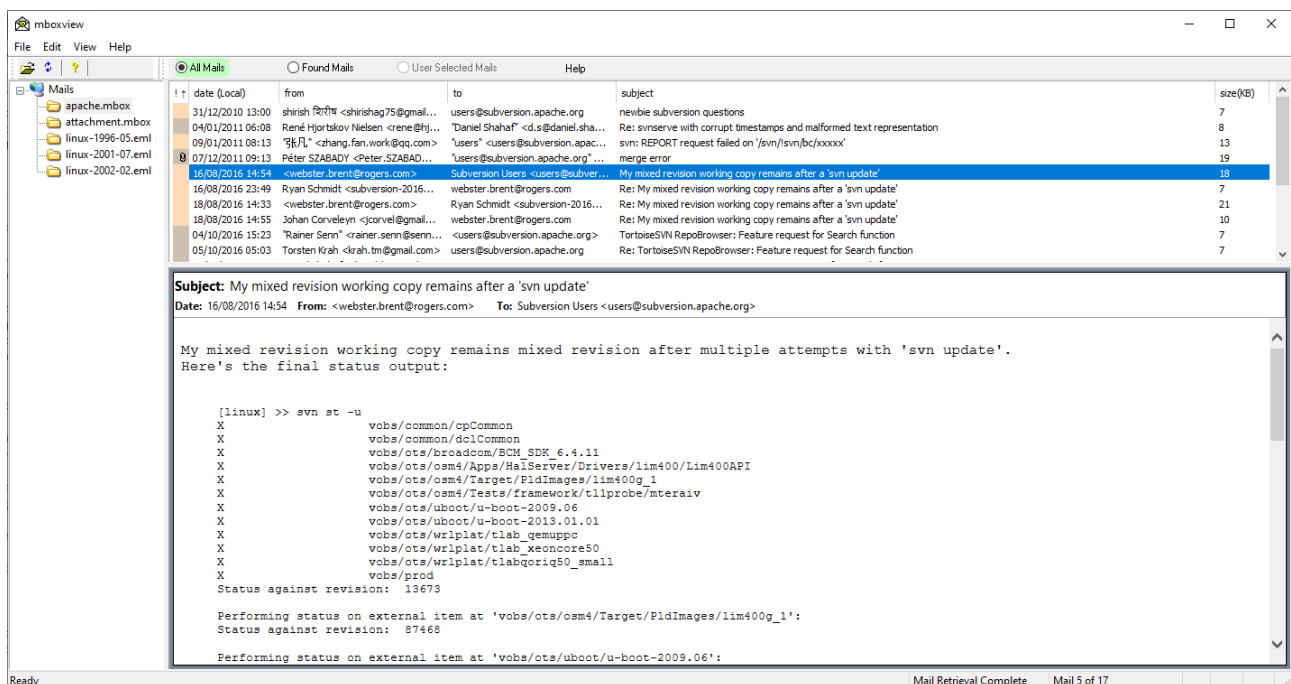 mboxview
File Edit View Help
All Mails Found Mails User Selected Mails Help
Mails
apache.mbox
attachment.mbox
linux-1996-05.eml
linux-2001-07.eml
linux-2002-02.eml
! date (Local) from to subject size(KB)
31/12/2010 13:00 shirish शिरीष <shirishag75@gmail... users@subversion.apache.org newbie subversion questions 7
04/01/2011 06:08 René Hjortskov Nielsen <rene@hj... "Daniel Shahaf" <d.s@daniel.sha... Re: svnserve with corrupt timestamps and malformed text representation 8
09/01/2011 08:13 "张凡" <zhang.fan.work@qq.com> "users" <users@subversion.apac... svn: REPORT request failed on '/svn/!svn/bc/xxxxx' 13
07/12/2011 09:13 Péter SZABADY <Peter.SZABAD... "users@subversion.apache.org" ... merge error 19
16/08/2016 14:54 <webster.brent@rogers.com> Subversion Users <users@subver... My mixed revision working copy remains after a 'svn update' 18
16/08/2016 23:49 Ryan Schmidt <subversion-2016... webster.brent@rogers.com Re: My mixed revision working copy remains after a 'svn update' 7
18/08/2016 14:33 <webster.brent@rogers.com> Ryan Schmidt <subversion-2016... Re: My mixed revision working copy remains after a 'svn update' 21
18/08/2016 14:55 Johan Corveleyn <jcorvel@gmail... webster.brent@rogers.com Re: My mixed revision working copy remains after a 'svn update' 10
04/10/2016 15:23 "Rainer Senn" <rainer.senn@senn... <users@subversion.apache.org> TortoiseSVN RepoBrowser: Feature request for Search function 7
05/10/2016 05:03 Torsten Krah <krah.tm@gmail.com> users@subversion.apache.org Re: TortoiseSVN RepoBrowser: Feature request for Search function 7
Subject: My mixed revision working copy remains after a 'svn update'
Date: 16/08/2016 14:54 From: <webster.brent@rogers.com> To: Subversion Users <users@subversion.apache.org>
My mixed revision working copy remains mixed revision after multiple attempts with 'svn update'.
Here's the final status output:
[linux] >> svn st -u
X vobs/common/cpCommon
X vobs/common/dclCommon
X vobs/ots/broadcom/BCM_SDK_6.4.11
X vobs/ots/osm4/Apps/HalServer/Drivers/lim400/Lim400API
X vobs/ots/osm4/Target/PldImages/lim400g_1
X vobs/ots/osm4/Tests/framework/tl1probe/mteraiv
X vobs/ots/uboot/u-boot-2009.06
X vobs/ots/uboot/u-boot-2013.01.01
X vobs/ots/wrlplat/tlab_qemuppc
X vobs/ots/wrlplat/tlab_xeoncore50
X vobs/ots/wrlplat/tlabqoriq50_small
X vobs/prod
Status against revision: 13673
Performing status on external item at 'vobs/ots/osm4/Target/PldImages/lim400g_1':
Status against revision: 87468
Performing status on external item at 'vobs/ots/uboot/u-boot-2009.06':
Ready Mail Retrieval Complete Mail 5 of 17